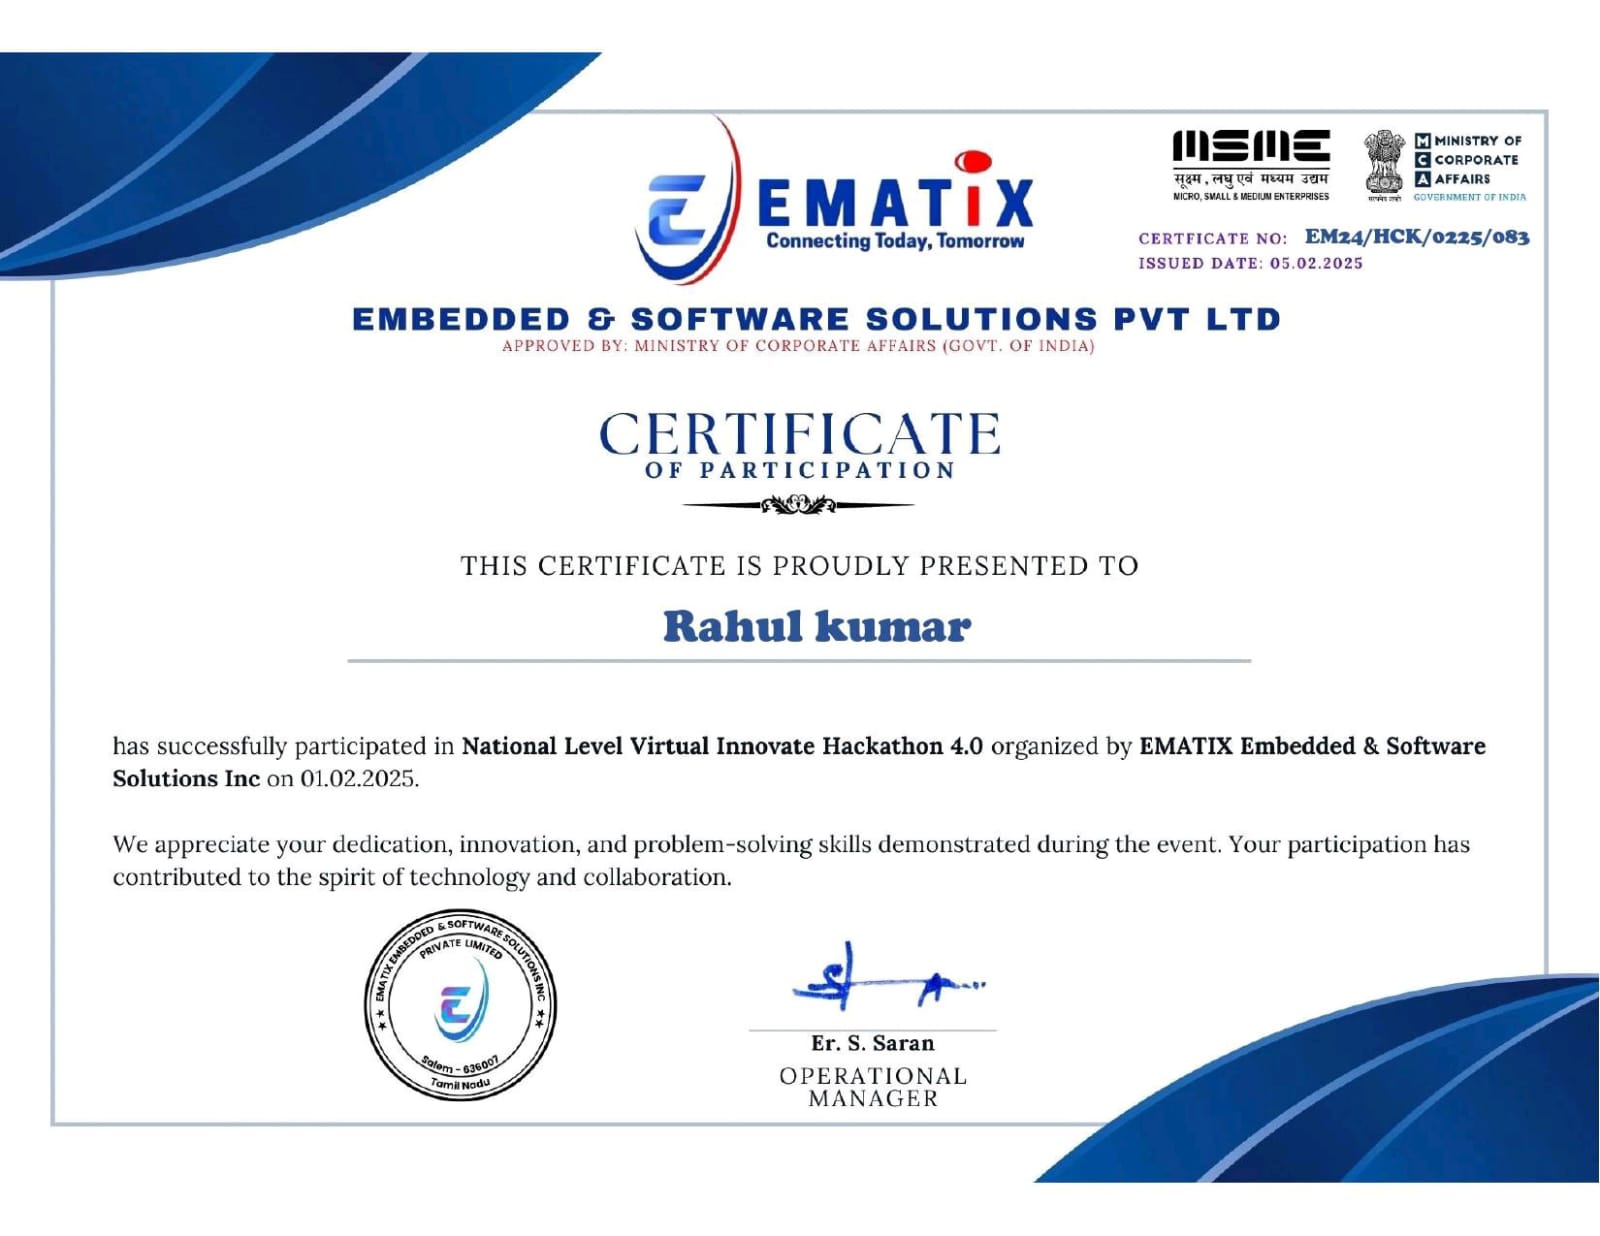 EMATiX
Connecting Today, Tomorrow
MSME
सूक्ष्म, लघु एवं मध्यम उद्यम
MICRO, SMALL & MEDIUM ENTERPRISES
सत्यमेव जयते
MINISTRY OF
CORPORATE
AFFAIRS
GOVERNMENT OF INDIA
CERTFICATE NO: EM24/HCK/0225/083
ISSUED DATE: 05.02.2025
EMBEDDED & SOFTWARE SOLUTIONS PVT LTD
APPROVED BY: MINISTRY OF CORPORATE AFFAIRS (GOVT. OF INDIA)
CERTIFICATE
OF PARTICIPATION
THIS CERTIFICATE IS PROUDLY PRESENTED TO
Rahul kumar
has successfully participated in National Level Virtual Innovate Hackathon 4.0 organized by EMATIX Embedded & Software
Solutions Inc on 01.02.2025.
We appreciate your dedication, innovation, and problem-solving skills demonstrated during the event. Your participation has
contributed to the spirit of technology and collaboration.
EMATIX EMBEDDED & SOFTWARE SOLUTIONS INC
PRIVATE LIMITED
Salem - 636007
Tamil Nadu
Er. S. Saran
OPERATIONAL
MANAGER